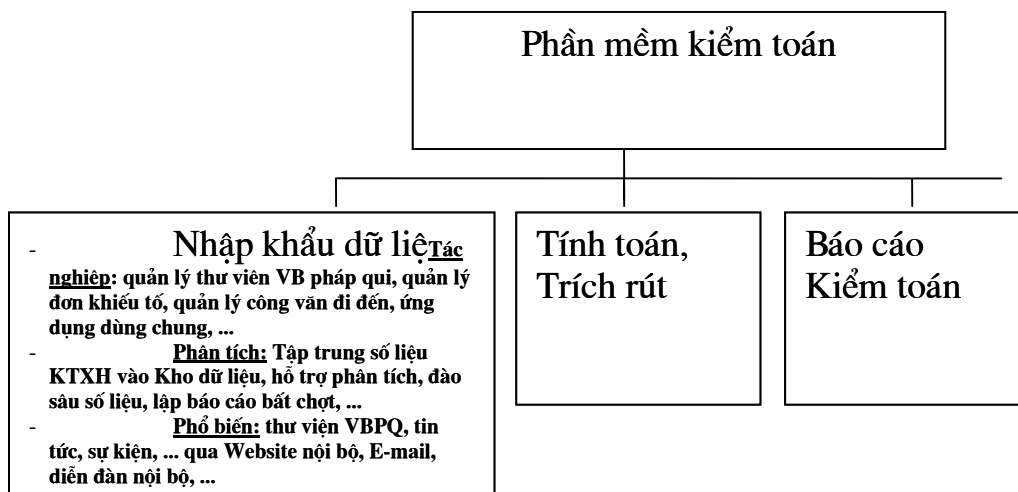 Phần mềm kiểm toán
- Nhập khẩu dữ liệTác
nghiêp: quản lý thư viên VB pháp qui, quản lý
đơn khiếu tố, quản lý công văn đi đến, ứng
dụng dùng chung, ...
- Phân tích: Tập trung số liệu
KTXH vào Kho dữ liệu, hỗ trợ phân tích, đào
sâu số liệu, lập báo cáo bất chợt, ...
- Phổ biến: thư viện VBPQ, tin
tức, sự kiện, ... qua Website nội bộ, E-mail,
diễn đàn nội bộ, ...
Tính toán,
Trích rút
Báo cáo
Kiểm toán